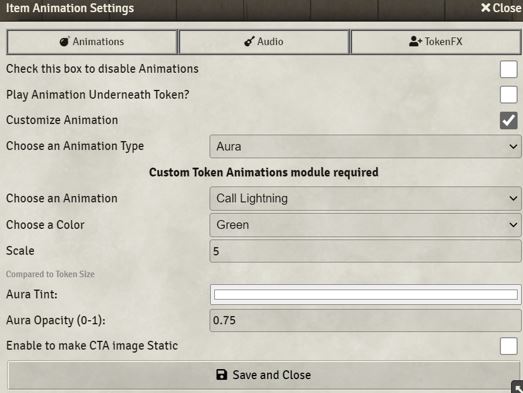 Item Animation Settings
Close
Animations Audio TokenFX
Check this box to disable Animations
Play Animation Underneath Token?
Customize Animation
Choose an Animation Type Aura
Custom Token Animations module required
Choose an Animation Call Lightning
Choose a Color Green
Scale 5
Compared to Token Size
Aura Tint:
Aura Opacity (0-1): 0.75
Enable to make CTA image Static
Save and Close